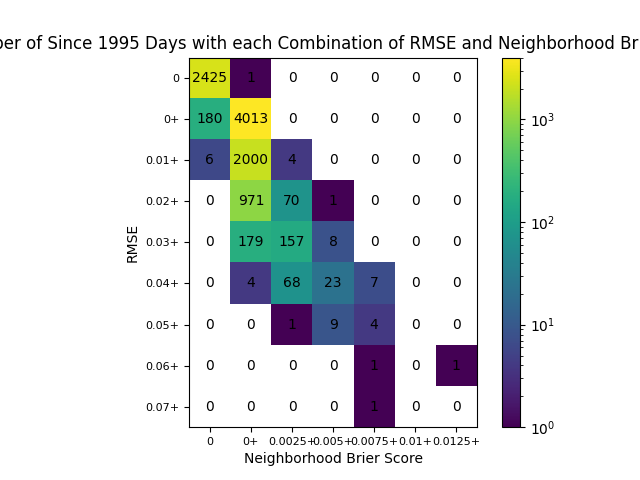 ber of Since 1995 Days with each Combination of RMSE and Neighborhood Br
0 2425 1 0 0 0 0 0
0+ 180 4013 0 0 0 0 0
0.01+ 6 2000 4 0 0 0 0
0.02+ 0 971 70 1 0 0 0
0.03+ 0 179 157 8 0 0 0
0.04+ 0 4 68 23 7 0 0
0.05+ 0 0 1 9 4 0 0
0.06+ 0 0 0 0 1 0 1
0.07+ 0 0 0 0 1 0 0
RMSE
0 0+ 0.0025+ 0.005+ 0.0075+ 0.01+ 0.0125+
Neighborhood Brier Score
10³
10²
10¹
10⁰